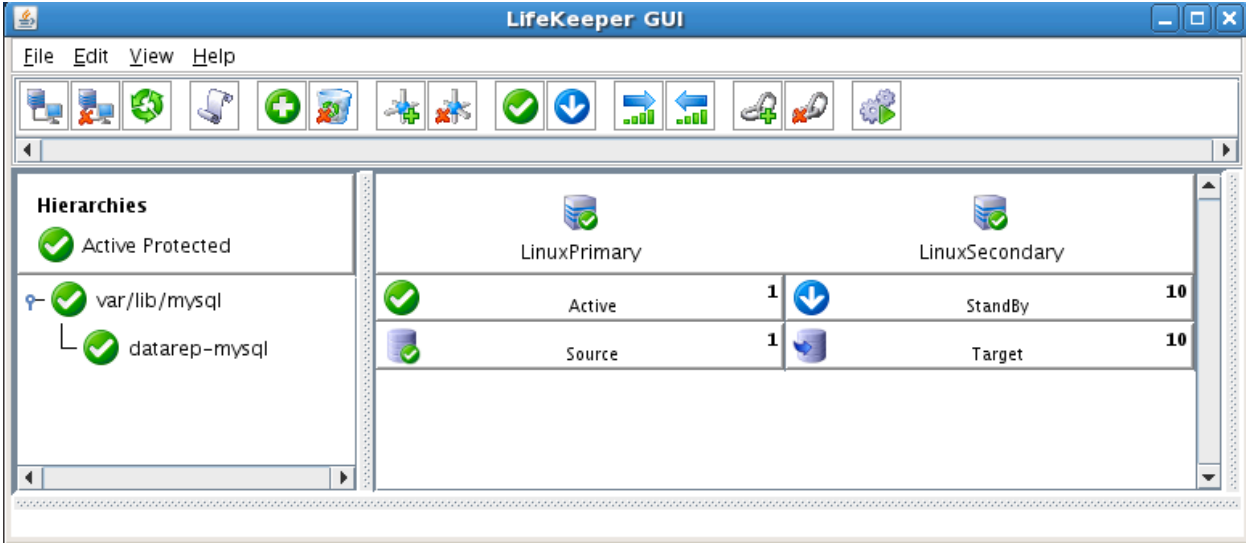 LifeKeeper GUI
File Edit View Help
Hierarchies
Active Protected
LinuxPrimary LinuxSecondary
var/lib/mysql Active 1 StandBy 10
datarep-mysql Source 1 Target 10